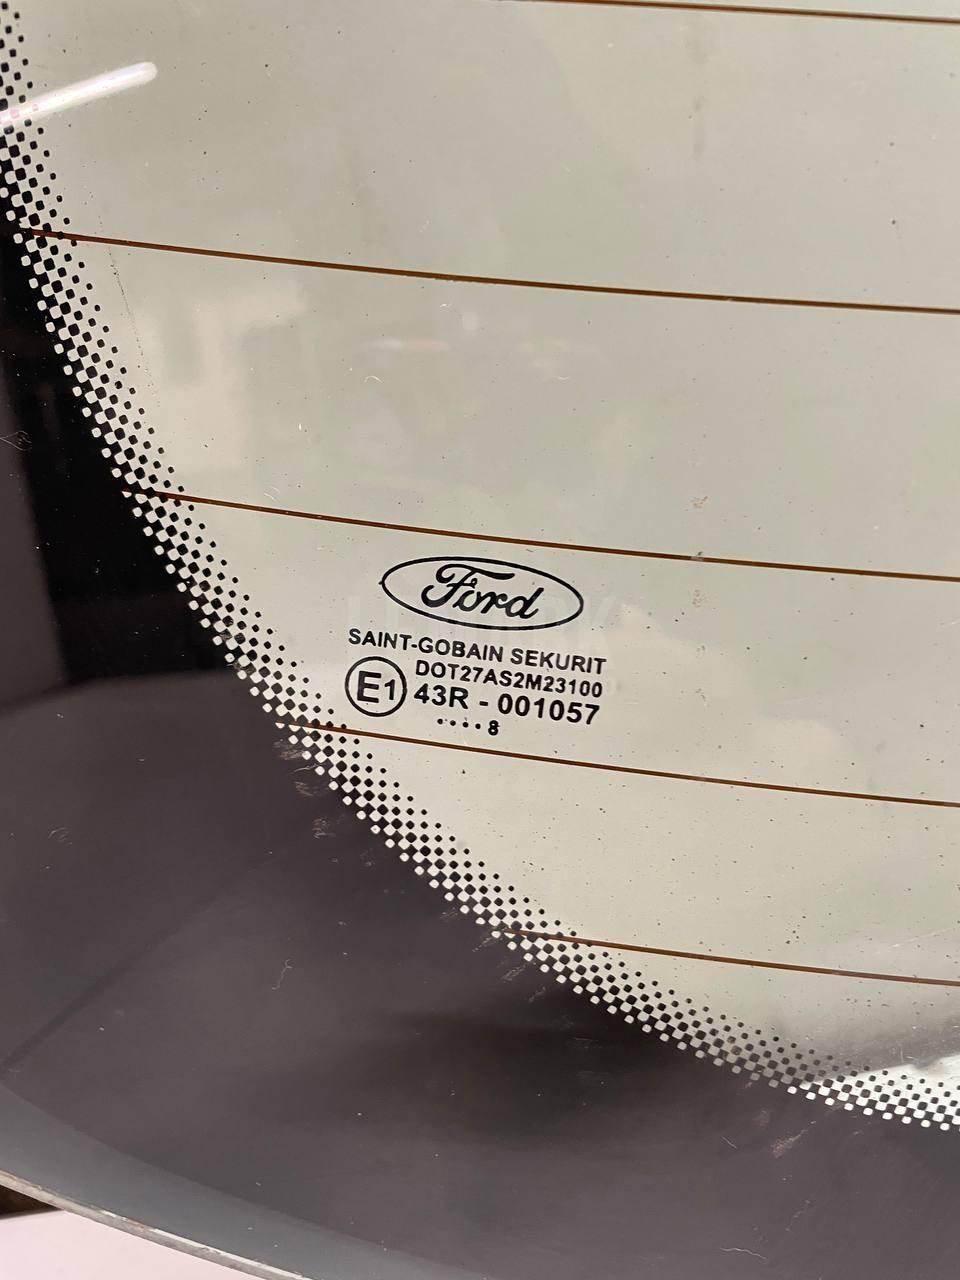 Ford
SAINT-GOBAIN SEKURIT
DOT27AS2M23100
E1 43R - 001057
....8